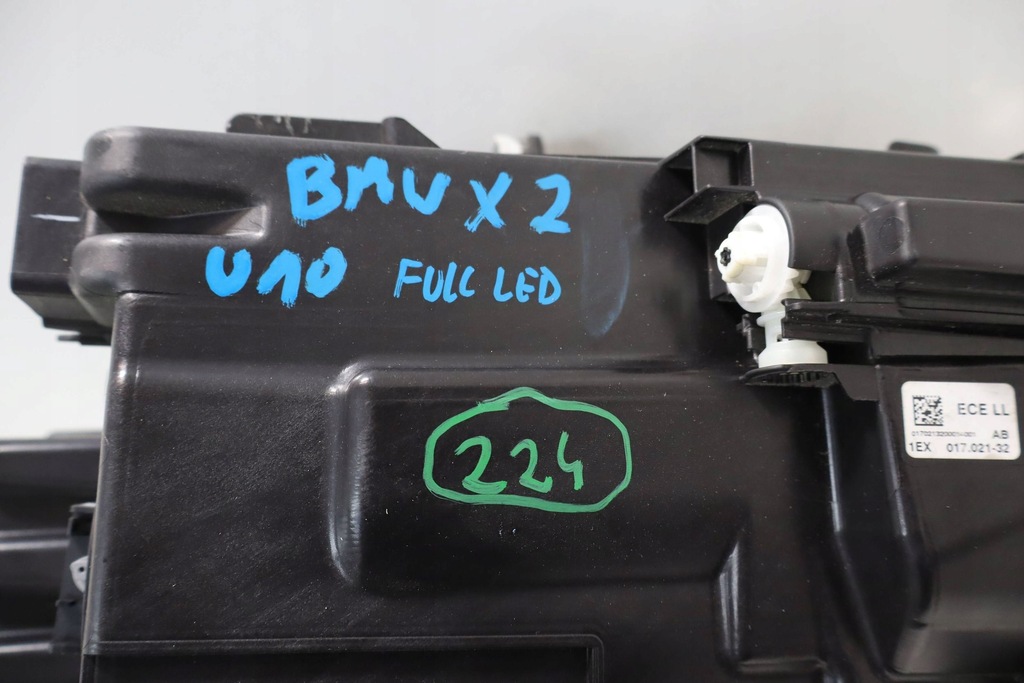 BMW X2
U10 FULL LED
224
ECE LL
AB
1EX 017.021-32